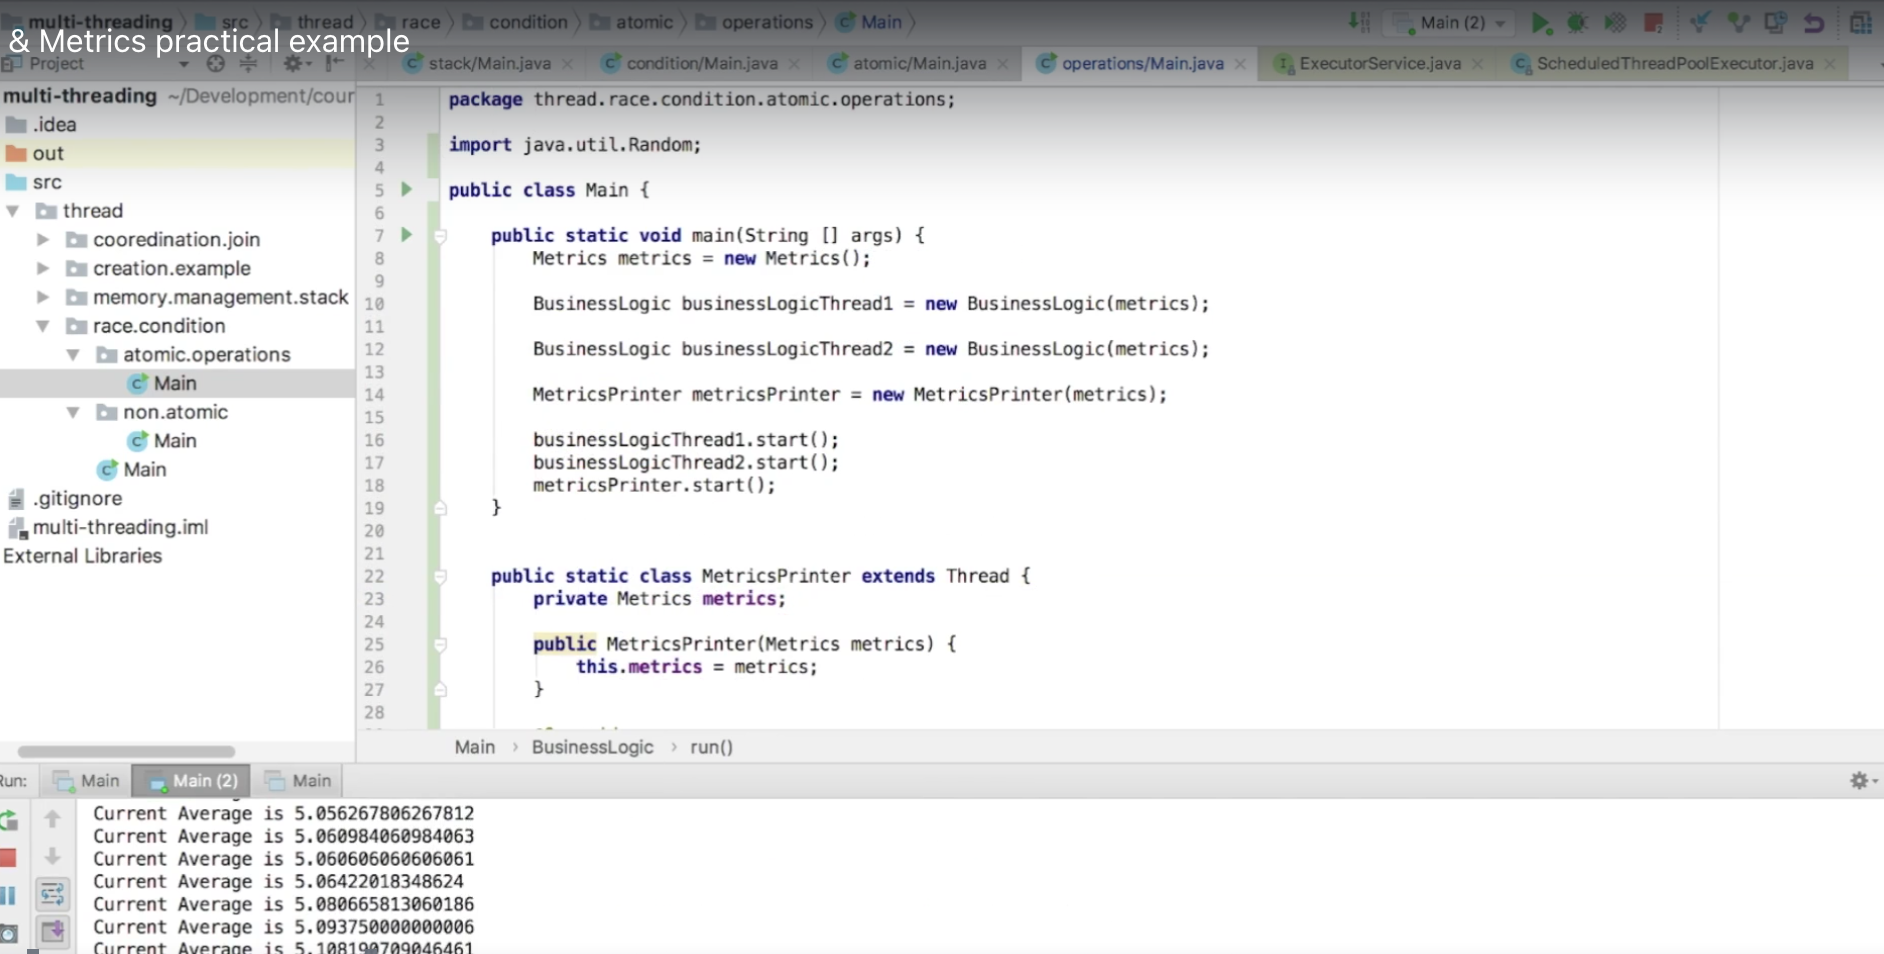 multi-threading src thread race condition atomic operations Main Main (2)
& Metrics practical example
Project stack/Main.java condition/Main.java atomic/Main.java operations/Main.java ExecutorService.java ScheduledThreadPoolExecutor.java
multi-threading ~/Development/cour
.idea
out
src
thread
cooredination.join
creation.example
memory.management.stack
race.condition
atomic.operations
Main
non.atomic
Main
Main
.gitignore
multi-threading.iml
External Libraries
1 package thread.race.condition.atomic.operations;
2
3 import java.util.Random;
4
5 public class Main {
6
7 public static void main(String [] args) {
8 Metrics metrics = new Metrics();
9
10 BusinessLogic businessLogicThread1 = new BusinessLogic(metrics);
11
12 BusinessLogic businessLogicThread2 = new BusinessLogic(metrics);
13
14 MetricsPrinter metricsPrinter = new MetricsPrinter(metrics);
15
16 businessLogicThread1.start();
17 businessLogicThread2.start();
18 metricsPrinter.start();
19 }
20
21
22 public static class MetricsPrinter extends Thread {
23 private Metrics metrics;
24
25 public MetricsPrinter(Metrics metrics) {
26 this.metrics = metrics;
27 }
28
Main › BusinessLogic › run()
Run: Main Main (2) Main
Current Average is 5.056267806267812
Current Average is 5.060984060984063
Current Average is 5.060606060606061
Current Average is 5.06422018348624
Current Average is 5.080665813060186
Current Average is 5.093750000000006
Current Average is 5.108190709046461